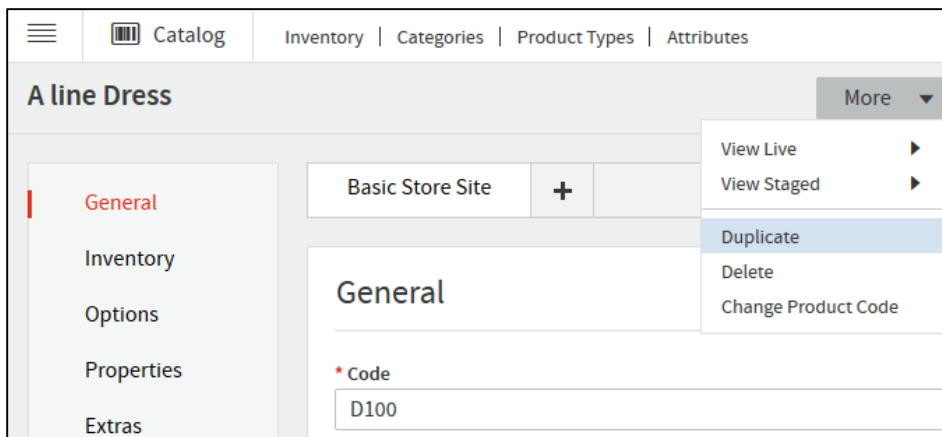 Catalog
Inventory | Categories | Product Types | Attributes
A line Dress
More
View Live
View Staged
Duplicate
Delete
Change Product Code
General
Inventory
Options
Properties
Extras
Basic Store Site
+
General
* Code
D100